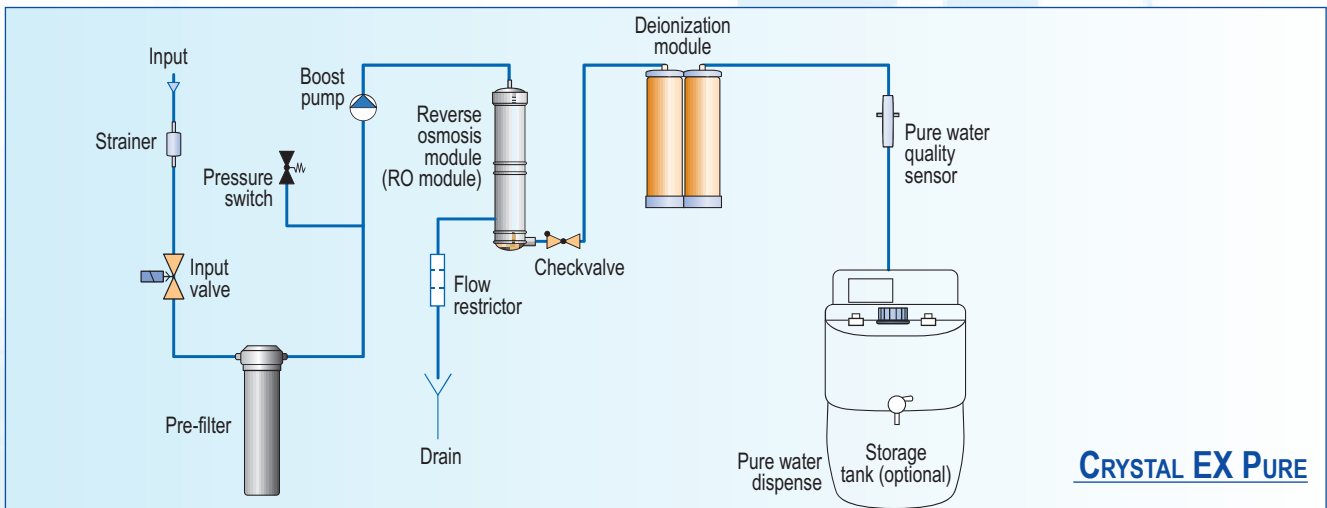 Input
Strainer
Input
valve
Pre-filter
Pressure
switch
Boost
pump
Reverse
osmosis
module
(RO module)
Flow
restrictor
Drain
Checkvalve
Deionization
module
Pure water
quality
sensor
Pure water
dispense
Storage
tank (optional)
CRYSTAL EX PURE